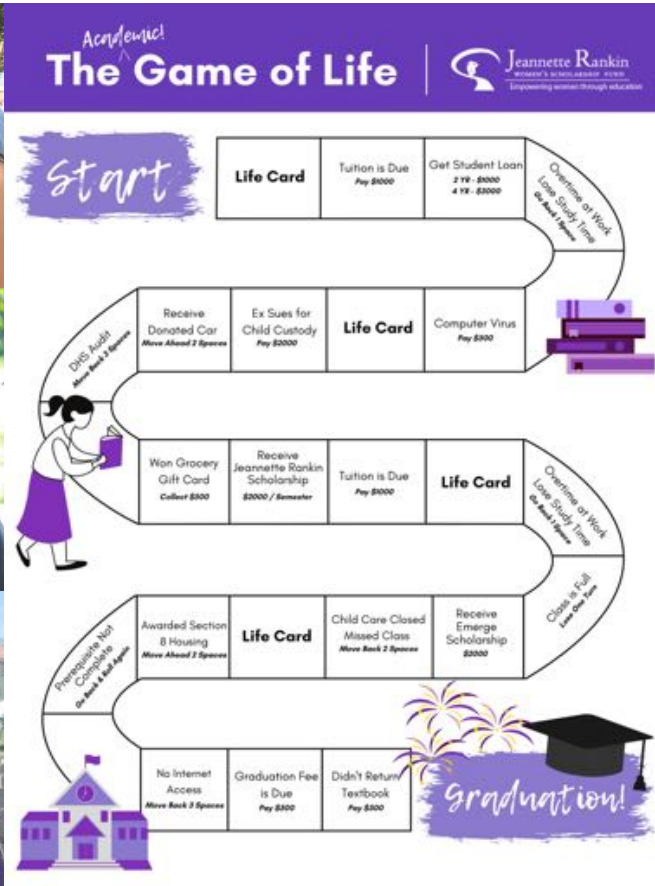 Academic!
The Game of Life
Jeannette Rankin
WOMEN'S SCHOLARSHIP FUND
Empowering women through education
Start
Life Card
Tuition is Due
Pay $1000
Get Student Loan
2 YR - $1000
4 YR - $3000
Overtime at Work
Lose Study Time
Go Back 1 Space
Computer Virus
Pay $500
Life Card
Ex Sues for
Child Custody
Pay $2000
Receive
Donated Car
Move Ahead 2 Spaces
DHS Audit
Move Back 3 Spaces
Won Grocery
Gift Card
Collect $500
Receive
Jeannette Rankin
Scholarship
$2000 / Semester
Tuition is Due
Pay $1000
Life Card
Overtime at Work
Lose Study Time
Go Back 1 Space
Class is Full
Lose One Turn
Receive
Emerge
Scholarship
$2000
Child Care Closed
Missed Class
Move Back 2 Spaces
Life Card
Awarded Section
8 Housing
Move Ahead 2 Spaces
Prerequisite Not
Complete
Go Back & Roll Again
No Internet
Access
Move Back 3 Spaces
Graduation Fee
is Due
Pay $300
Didn't Return
Textbook
Pay $300
Graduation!